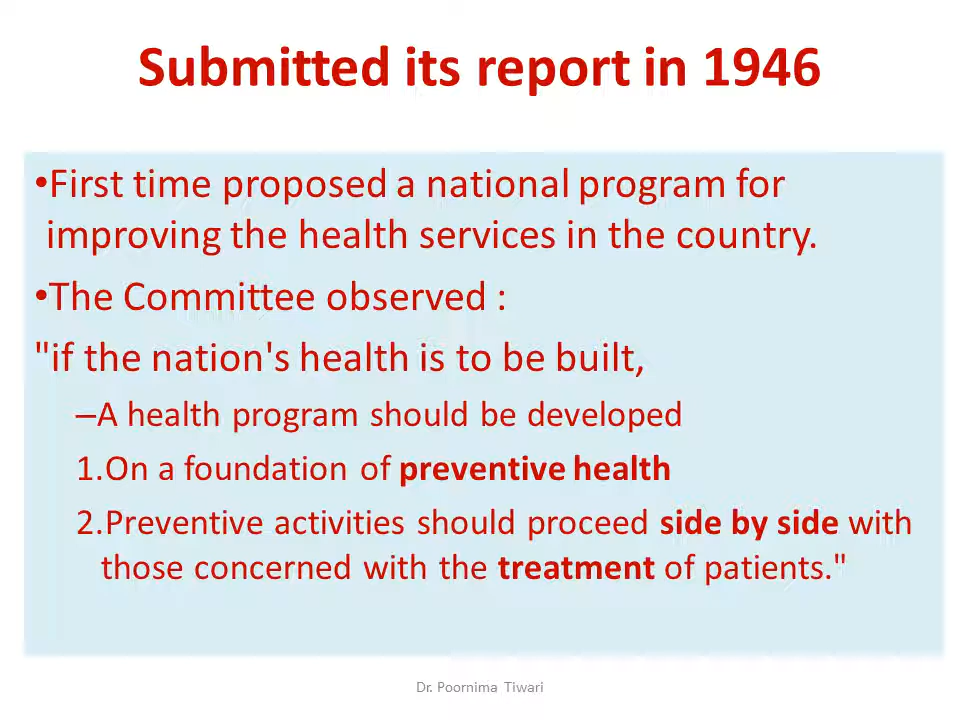 Submitted its report in 1946
•First time proposed a national program for
improving the health services in the country.
•The Committee observed :
"if the nation's health is to be built,
–A health program should be developed
1.On a foundation of preventive health
2.Preventive activities should proceed side by side with
those concerned with the treatment of patients."
Dr. Poornima Tiwari